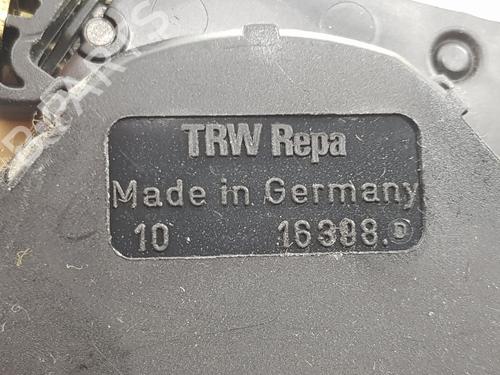 TRW Repa
Made in Germany
10 16398. D